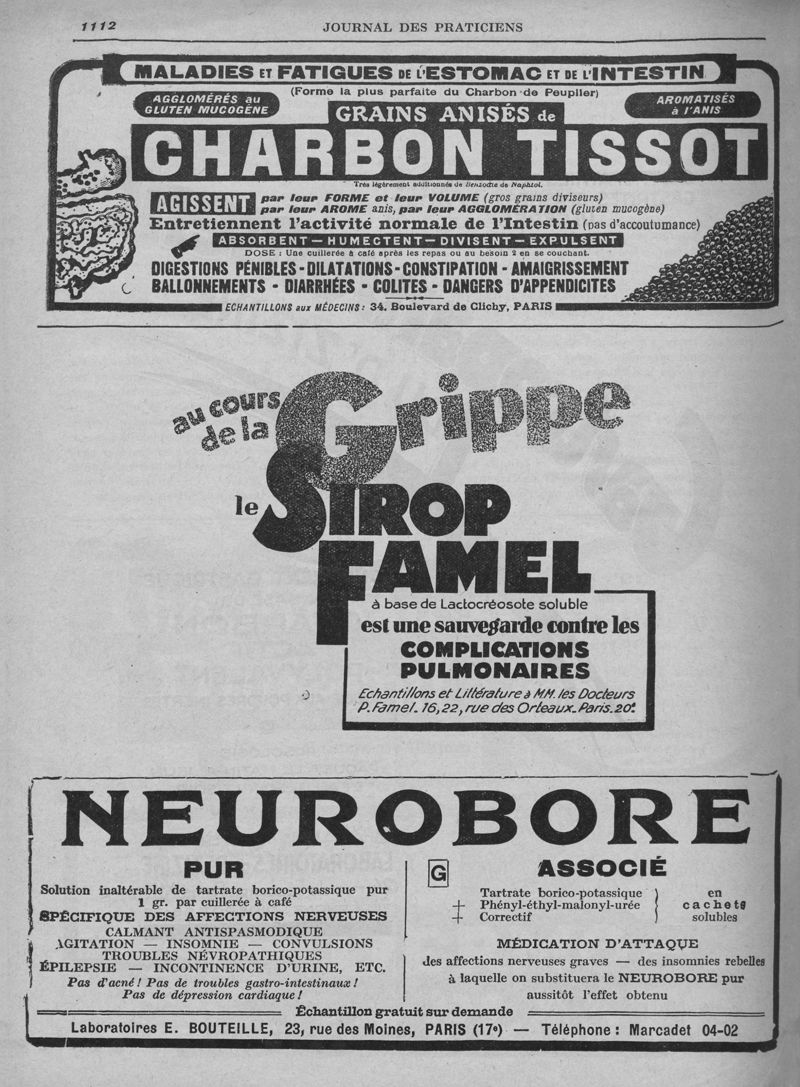 1112
JOURNAL DES PRATICIENS
MALADIES ET FATIGUES DE L'ESTOMAC ET DE L'INTESTIN
(Forme la plus parfaite du Charbon de Peuplier)
AGGLOMÉRÉS au
GLUTEN MUCOGÈNE
AROMATISÉS
à l'ANIS
GRAINS ANISÉS de
CHARBON TISSOT
Très légèrement additionnés de Benzoate de Naphtol.
AGISSENT par leur FORME et leur VOLUME (gros grains diviseurs)
par leur AROME anis, par leur AGGLOMÉRATION (gluten mucogène)
Entretiennent l'activité normale de l'Intestin (pas d'accoutumance)
ABSORBENT — HUMECTENT — DIVISENT — EXPULSENT
DOSE : Une cuillerée à café après les repas ou au besoin 2 en se couchant.
DIGESTIONS PÉNIBLES - DILATATIONS - CONSTIPATION - AMAIGRISSEMENT
BALLONNEMENTS - DIARRHÉES - COLITES - DANGERS D'APPENDICITES
ECHANTILLONS aux MÉDECINS : 34. Boulevard de Clichy, PARIS
au cours
de la Grippe
le SIROP
FAMEL
à base de Lactocréosote soluble
est une sauvegarde contre les
COMPLICATIONS
PULMONAIRES
Echantillons et Littérature à MM. les Docteurs
P. Famel. 16, 22, rue des Orteaux. Paris. 20e.
NEUROBORE
PUR
Solution inaltérable de tartrate borico-potassique pur
1 gr. par cuillerée à café
SPÉCIFIQUE DES AFFECTIONS NERVEUSES
CALMANT ANTISPASMODIQUE
AGITATION — INSOMNIE — CONVULSIONS
TROUBLES NÉVROPATHIQUES
ÉPILEPSIE — INCONTINENCE D'URINE, ETC.
Pas d'acné ! Pas de troubles gastro-intestinaux !
Pas de dépression cardiaque !
G ASSOCIÉ
Tartrate borico-potassique } en
+ Phényl-éthyl-malonyl-urée } cachets
+ Correctif } solubles
MÉDICATION D'ATTAQUE
des affections nerveuses graves — des insomnies rebelles
à laquelle on substituera le NEUROBORE pur
aussitôt l'effet obtenu
Échantillon gratuit sur demande
Laboratoires E. BOUTEILLE, 23, rue des Moines, PARIS (17e) — Téléphone : Marcadet 04-02